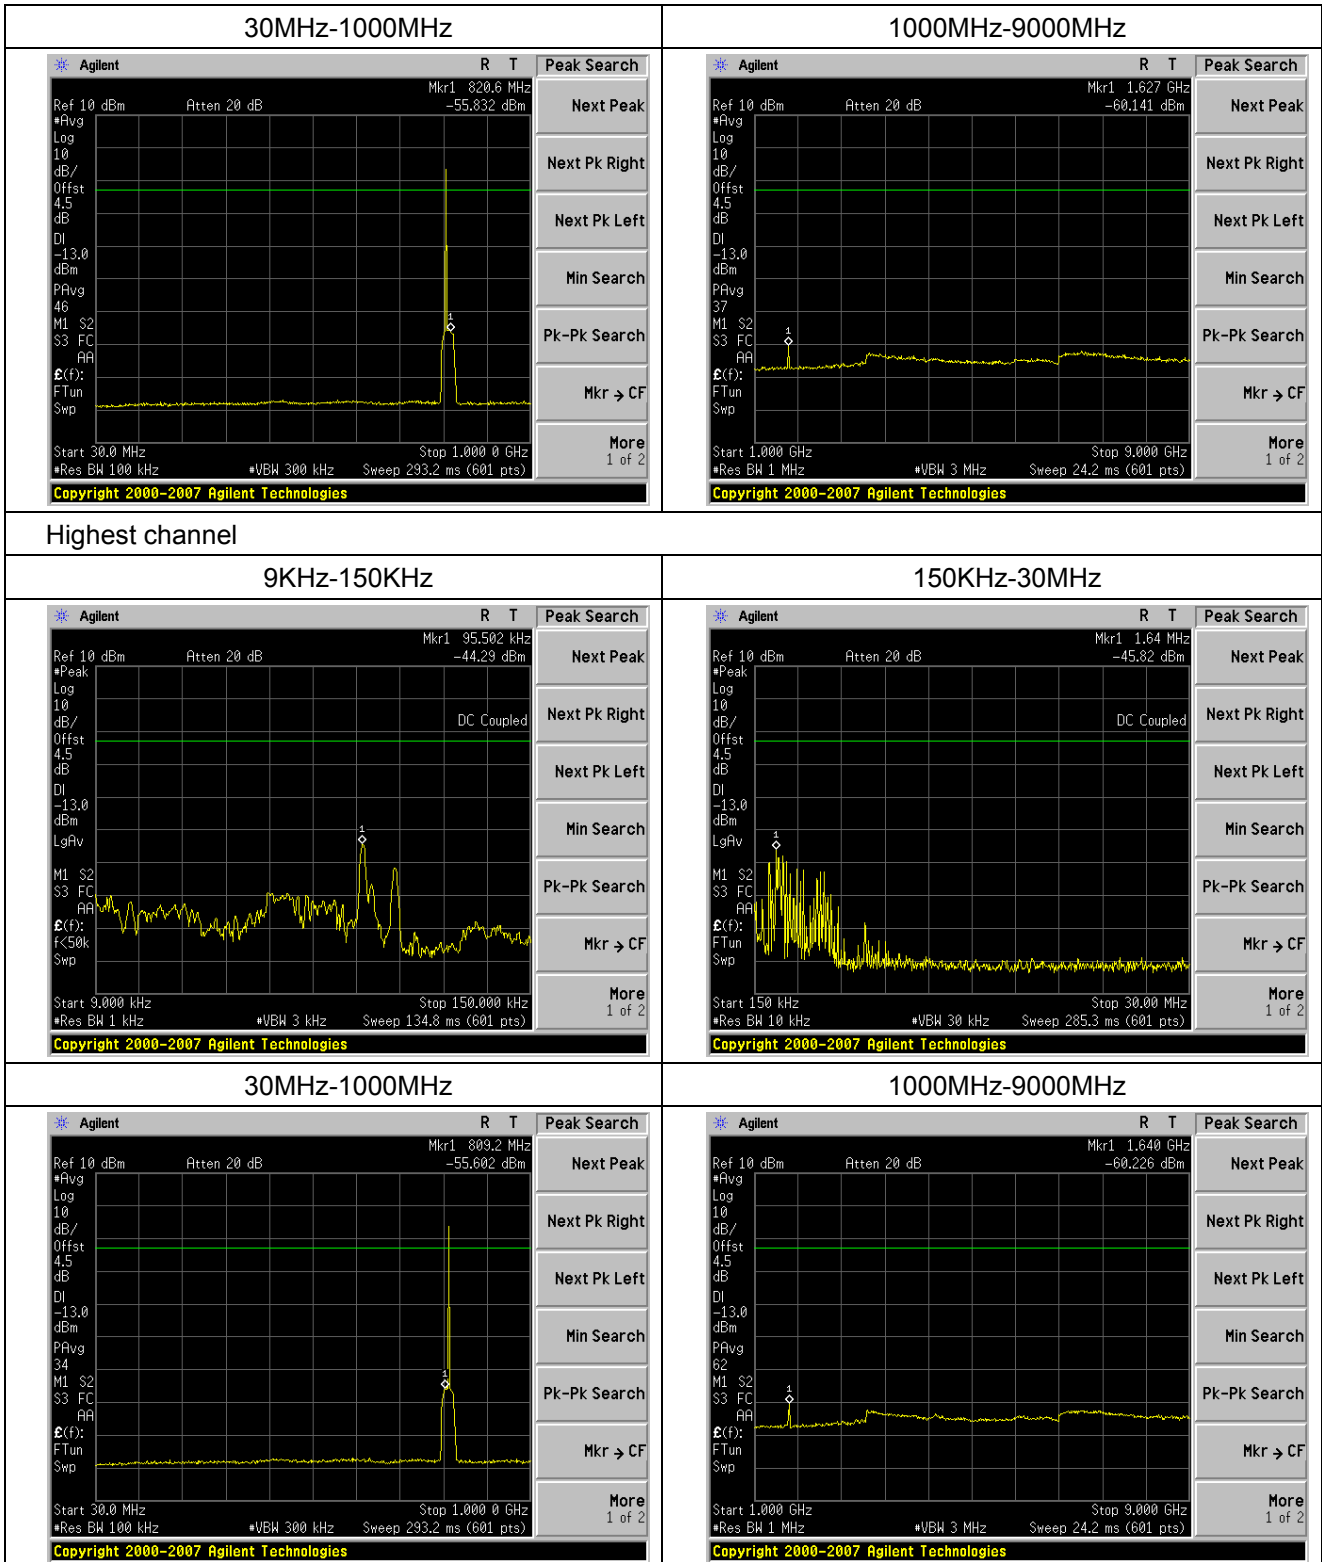 30MHz-1000MHz
1000MHz-9000MHz
Agilent R T Peak Search
Mkr1 820.6 MHz
Ref 10 dBm Atten 20 dB -55.832 dBm
#Avg
Log
10
dB/
Offst
4.5
dB
DI
-13.0
dBm
PAvg
46
M1 S2
S3 FC
AA
£(f):
FTun
Swp
1
Start 30.0 MHz Stop 1.000 0 GHz
#Res BW 100 kHz #VBW 300 kHz Sweep 293.2 ms (601 pts)
Copyright 2000-2007 Agilent Technologies
Next Peak
Next Pk Right
Next Pk Left
Min Search
Pk-Pk Search
Mkr → CF
More
1 of 2
Agilent R T Peak Search
Mkr1 1.627 GHz
Ref 10 dBm Atten 20 dB -60.141 dBm
#Avg
Log
10
dB/
Offst
4.5
dB
DI
-13.0
dBm
PAvg
37
M1 S2
S3 FC
AA
£(f):
FTun
Swp
1
Start 1.000 GHz Stop 9.000 GHz
#Res BW 1 MHz #VBW 3 MHz Sweep 24.2 ms (601 pts)
Copyright 2000-2007 Agilent Technologies
Next Peak
Next Pk Right
Next Pk Left
Min Search
Pk-Pk Search
Mkr → CF
More
1 of 2
Highest channel
9KHz-150KHz
150KHz-30MHz
Agilent R T Peak Search
Mkr1 95.502 kHz
Ref 10 dBm Atten 20 dB -44.29 dBm
#Peak
Log
10
dB/
Offst
4.5
dB
DI
-13.0
dBm
LgAv
M1 S2
S3 FC
AA
£(f):
f<50k
Swp
DC Coupled
1
Start 9.000 kHz Stop 150.000 kHz
#Res BW 1 kHz #VBW 3 kHz Sweep 134.8 ms (601 pts)
Copyright 2000-2007 Agilent Technologies
Next Peak
Next Pk Right
Next Pk Left
Min Search
Pk-Pk Search
Mkr → CF
More
1 of 2
Agilent R T Peak Search
Mkr1 1.64 MHz
Ref 10 dBm Atten 20 dB -45.82 dBm
#Peak
Log
10
dB/
Offst
4.5
dB
DI
-13.0
dBm
LgAv
M1 S2
S3 FC
AA
£(f):
FTun
Swp
DC Coupled
1
Start 150 kHz Stop 30.00 MHz
#Res BW 10 kHz #VBW 30 kHz Sweep 285.3 ms (601 pts)
Copyright 2000-2007 Agilent Technologies
Next Peak
Next Pk Right
Next Pk Left
Min Search
Pk-Pk Search
Mkr → CF
More
1 of 2
30MHz-1000MHz
1000MHz-9000MHz
Agilent R T Peak Search
Mkr1 809.2 MHz
Ref 10 dBm Atten 20 dB -55.602 dBm
#Avg
Log
10
dB/
Offst
4.5
dB
DI
-13.0
dBm
PAvg
34
M1 S2
S3 FC
AA
£(f):
FTun
Swp
1
Start 30.0 MHz Stop 1.000 0 GHz
#Res BW 100 kHz #VBW 300 kHz Sweep 293.2 ms (601 pts)
Copyright 2000-2007 Agilent Technologies
Next Peak
Next Pk Right
Next Pk Left
Min Search
Pk-Pk Search
Mkr → CF
More
1 of 2
Agilent R T Peak Search
Mkr1 1.640 GHz
Ref 10 dBm Atten 20 dB -60.226 dBm
#Avg
Log
10
dB/
Offst
4.5
dB
DI
-13.0
dBm
PAvg
62
M1 S2
S3 FC
AA
£(f):
FTun
Swp
1
Start 1.000 GHz Stop 9.000 GHz
#Res BW 1 MHz #VBW 3 MHz Sweep 24.2 ms (601 pts)
Copyright 2000-2007 Agilent Technologies
Next Peak
Next Pk Right
Next Pk Left
Min Search
Pk-Pk Search
Mkr → CF
More
1 of 2